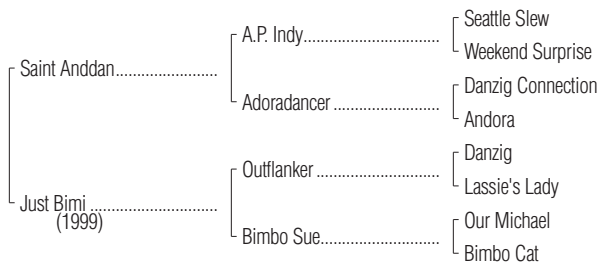 Seattle Slew
A.P. Indy..................................
Weekend Surprise
Saint Anddan.........................
Danzig Connection
Adoradancer..........................
Andora
Danzig
Outflanker...............................
Lassie's Lady
Just Bimi..............................
(1999)
Our Michael
Bimbo Sue.............................
Bimbo Cat